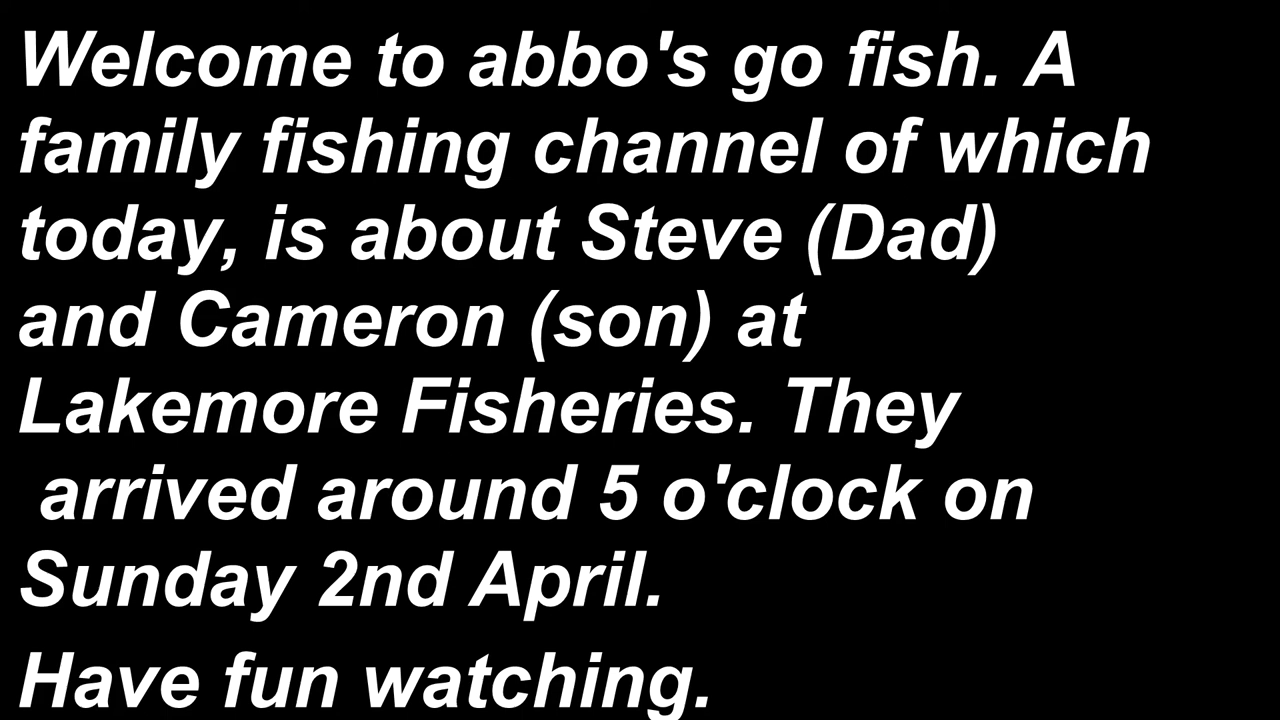 Welcome to abbo's go fish. A
family fishing channel of which
today, is about Steve (Dad)
and Cameron (son) at
Lakemore Fisheries. They
arrived around 5 o'clock on
Sunday 2nd April.
Have fun watching.